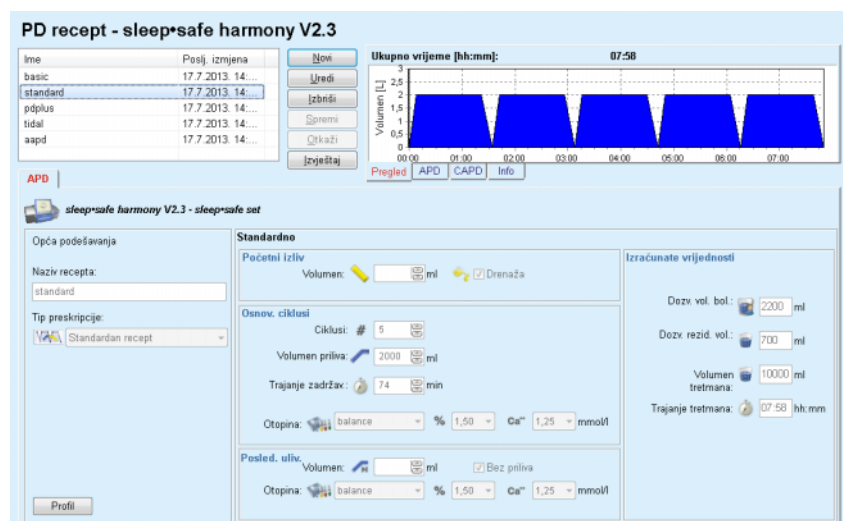 PD recept - sleep•safe harmony V2.3
Ime Poslj. izmjena
basic 17.7.2013. 14:...
standard 17.7.2013. 14:...
pdplus 17.7.2013. 14:...
tidal 17.7.2013. 14:...
aapd 17.7.2013. 14:...
Novi
Uredi
Izbriši
Spremi
Otkaži
Izvještaj
Ukupno vrijeme [hh:mm]: 07:58
Volumen [L]
3
2,5
2
1,5
1
0,5
0
00:00 01:00 02:00 03:00 04:00 05:00 06:00 07:00
Pregled APD CAPD Info
APD
sleep•safe harmony V2.3 - sleep•safe set
Opća podešavanja
Naziv recepta:
standard
Tip preskripcije:
Standardan recept
Profil
Standardno
Početni izliv
Volumen: ml Drenaža
Osnov. ciklusi
Ciklusi: # 5
Volumen priliva: 2000 ml
Trajanje zadržav.: 74 min
Otopina: balance % 1,50 Ca++ 1,25 mmol/l
Posled. uliv.
Volumen: ml Bez priliva
Otopina: balance % 1,50 Ca++ 1,25 mmol/l
Izračunate vrijednosti
Dozv. vol. bol.: 2200 ml
Dozv. rezid. vol.: 700 ml
Volumen tretmana: 10000 ml
Trajanje tretmana: 07:58 hh:mm